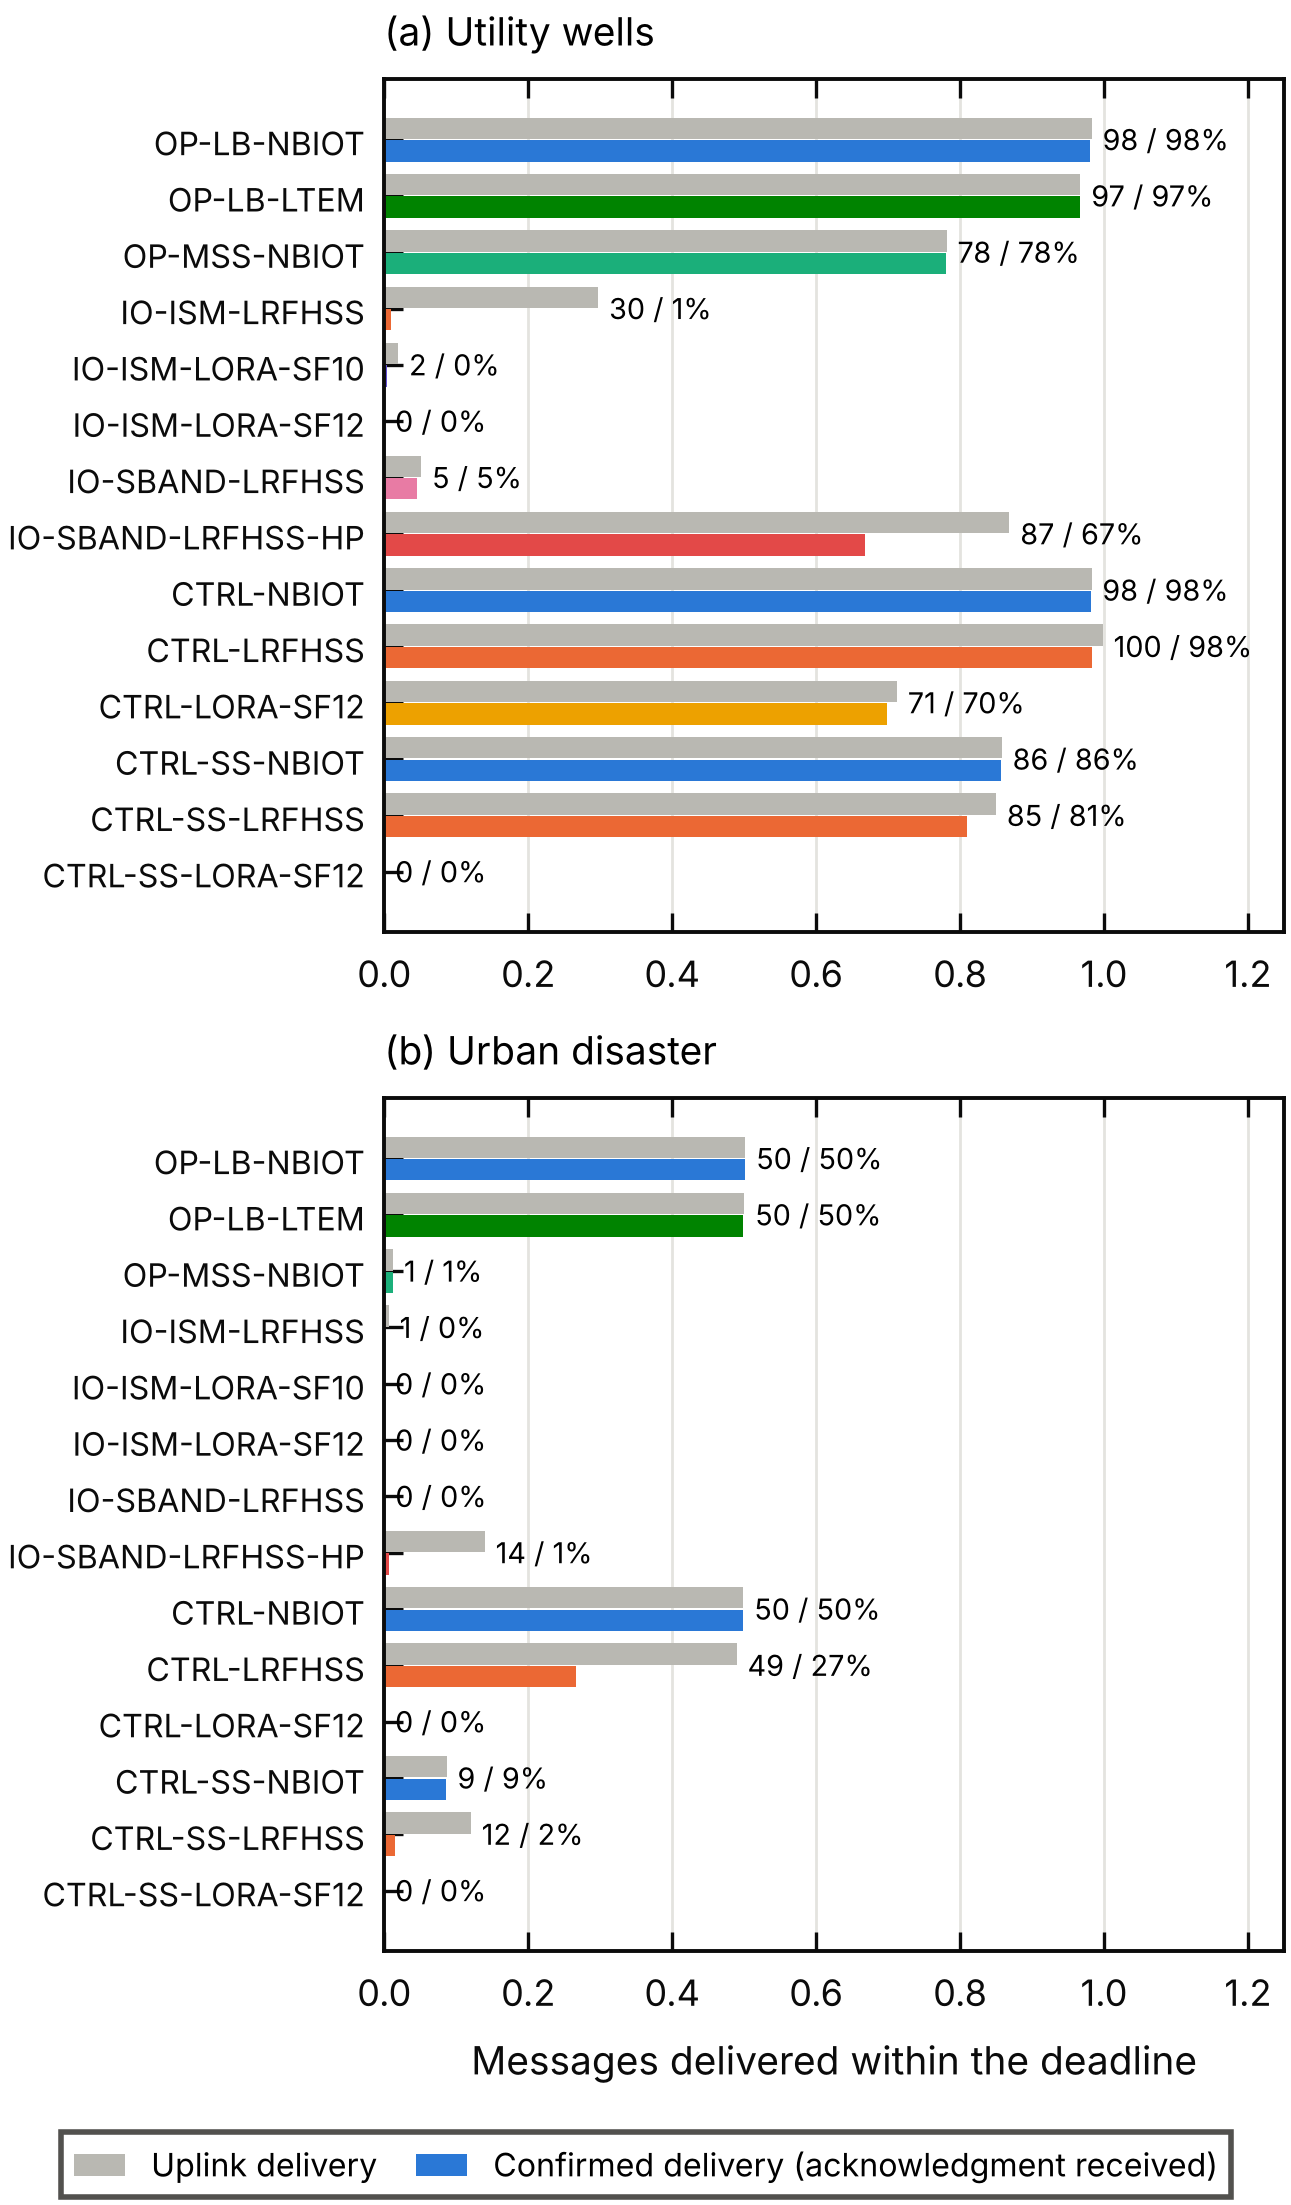 (a) Utility wells
OP-LB-NBIOT 98 / 98%
OP-LB-LTEM 97 / 97%
OP-MSS-NBIOT 78 / 78%
IO-ISM-LRFHSS 30 / 1%
IO-ISM-LORA-SF10 2 / 0%
IO-ISM-LORA-SF12 0 / 0%
IO-SBAND-LRFHSS 5 / 5%
IO-SBAND-LRFHSS-HP 87 / 67%
CTRL-NBIOT 98 / 98%
CTRL-LRFHSS 100 / 98%
CTRL-LORA-SF12 71 / 70%
CTRL-SS-NBIOT 86 / 86%
CTRL-SS-LRFHSS 85 / 81%
CTRL-SS-LORA-SF12 0 / 0%
0.0 0.2 0.4 0.6 0.8 1.0 1.2
(b) Urban disaster
OP-LB-NBIOT 50 / 50%
OP-LB-LTEM 50 / 50%
OP-MSS-NBIOT 1 / 1%
IO-ISM-LRFHSS 1 / 0%
IO-ISM-LORA-SF10 0 / 0%
IO-ISM-LORA-SF12 0 / 0%
IO-SBAND-LRFHSS 0 / 0%
IO-SBAND-LRFHSS-HP 14 / 1%
CTRL-NBIOT 50 / 50%
CTRL-LRFHSS 49 / 27%
CTRL-LORA-SF12 0 / 0%
CTRL-SS-NBIOT 9 / 9%
CTRL-SS-LRFHSS 12 / 2%
CTRL-SS-LORA-SF12 0 / 0%
0.0 0.2 0.4 0.6 0.8 1.0 1.2
Messages delivered within the deadline
Uplink delivery Confirmed delivery (acknowledgment received)